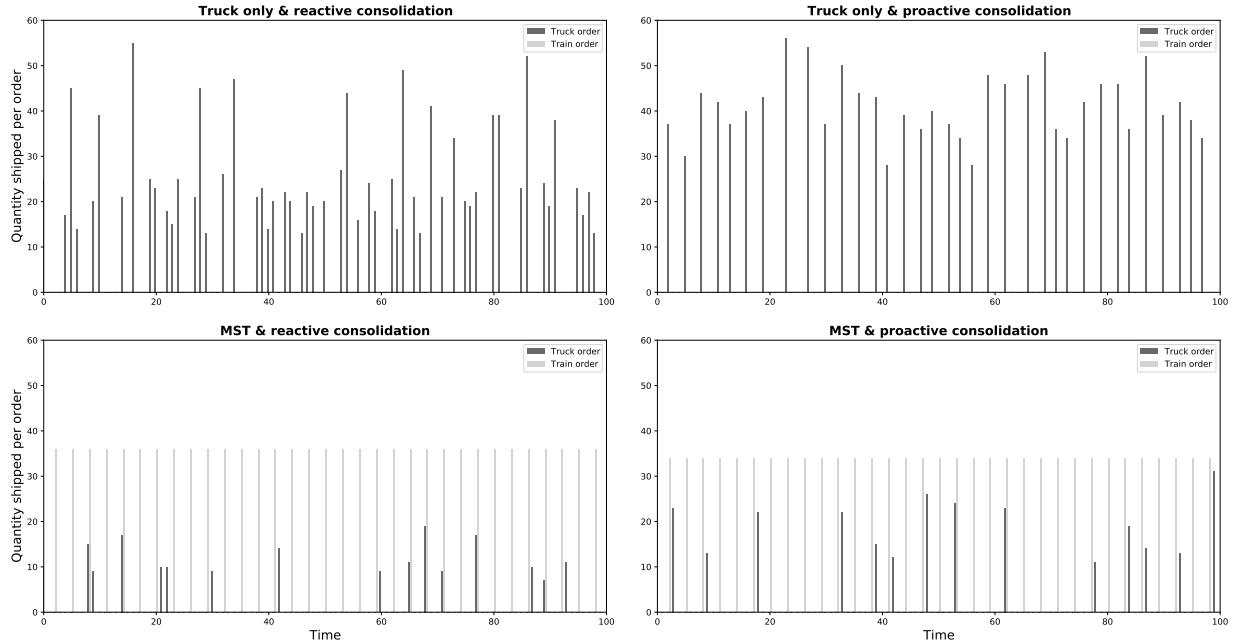 Truck only & reactive consolidation
Truck order
Train order
Quantity shipped per order
60
50
40
30
20
10
0
0 20 40 60 80 100
Truck only & proactive consolidation
Truck order
Train order
60
50
40
30
20
10
0
0 20 40 60 80 100
MST & reactive consolidation
Truck order
Train order
Quantity shipped per order
60
50
40
30
20
10
0
0 20 40 60 80 100
Time
MST & proactive consolidation
Truck order
Train order
60
50
40
30
20
10
0
0 20 40 60 80 100
Time